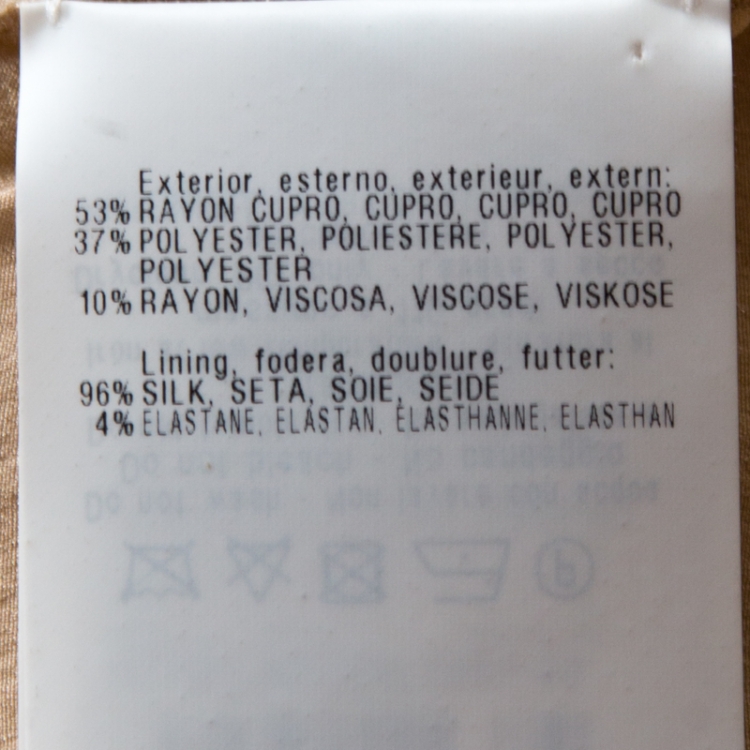 Exterior, esterno, exterieur, extern:
53% RAYON CUPRO, CUPRO, CUPRO, CUPRO
37% POLYESTER, POLIESTERE, POLYESTER,
POLYESTER
10% RAYON, VISCOSA, VISCOSE, VISKOSE
Lining, fodera, doublure, futter:
96% SILK, SETA, SOIE, SEIDE
4% ELASTANE, ELASTAN, ELASTHANNE, ELASTHAN